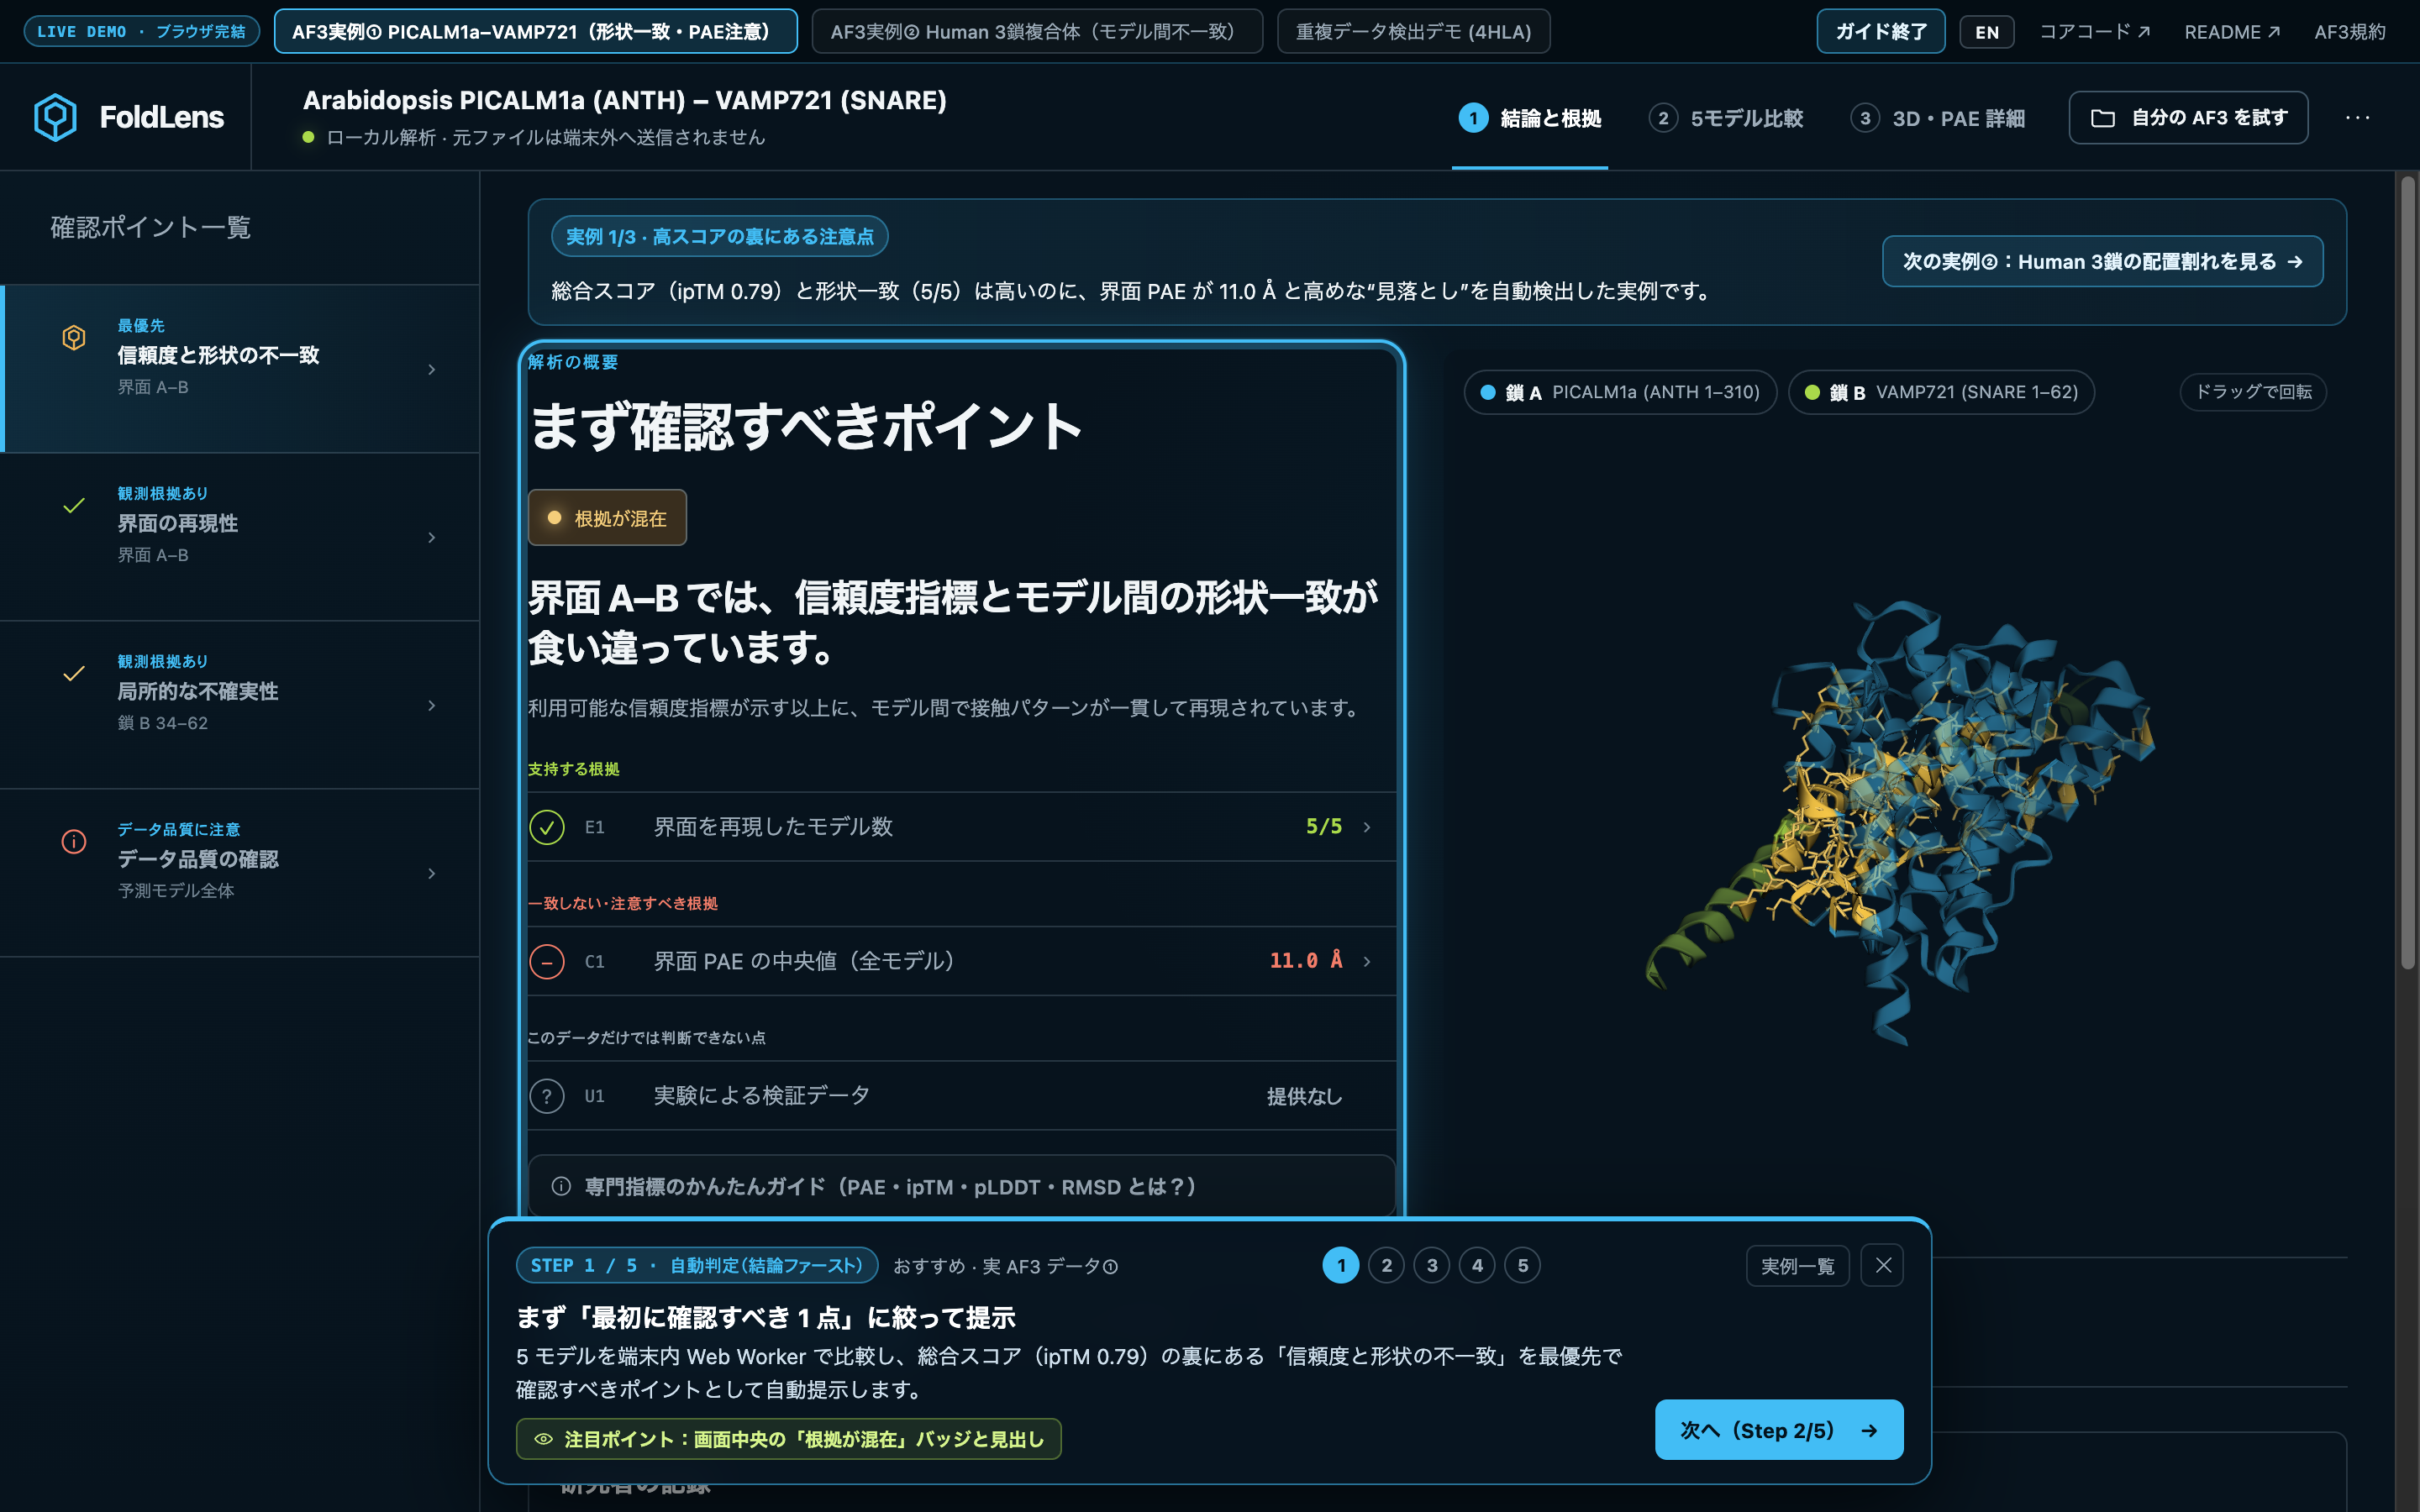 LIVE DEMO · ブラウザ完結
AF3実例① PICALM1a–VAMP721（形状一致・PAE注意）
AF3実例② Human 3鎖複合体（モデル間不一致）
重複データ検出デモ (4HLA)
ガイド終了
EN
コアコード ↗
README ↗
AF3規約
FoldLens
Arabidopsis PICALM1a (ANTH) – VAMP721 (SNARE)
ローカル解析 · 元ファイルは端末外へ送信されません
1 結論と根拠
2 5モデル比較
3 3D・PAE 詳細
自分の AF3 を試す
···
確認ポイント一覧
最優先
信頼度と形状の不一致
界面 A–B
観測根拠あり
界面の再現性
界面 A–B
観測根拠あり
局所的な不確実性
鎖 B 34–62
データ品質に注意
データ品質の確認
予測モデル全体
実例 1/3 · 高スコアの裏にある注意点
総合スコア（ipTM 0.79）と形状一致（5/5）は高いのに、界面 PAE が 11.0 Å と高めな“見落とし”を自動検出した実例です。
次の実例②：Human 3鎖の配置割れを見る →
解析の概要
まず確認すべきポイント
根拠が混在
界面 A–B では、信頼度指標とモデル間の形状一致が
食い違っています。
利用可能な信頼度指標が示す以上に、モデル間で接触パターンが一貫して再現されています。
支持する根拠
E1 界面を再現したモデル数 5/5
一致しない・注意すべき根拠
C1 界面 PAE の中央値（全モデル） 11.0 Å
このデータだけでは判断できない点
? U1 実験による検証データ 提供なし
専門指標のかんたんガイド（PAE・ipTM・pLDDT・RMSD とは？）
鎖 A PICALM1a (ANTH 1–310)
鎖 B VAMP721 (SNARE 1–62)
ドラッグで回転
STEP 1 / 5 · 自動判定（結論ファースト）
おすすめ · 実 AF3 データ①
1 2 3 4 5
実例一覧
まず「最初に確認すべき 1 点」に絞って提示
5 モデルを端末内 Web Worker で比較し、総合スコア（ipTM 0.79）の裏にある「信頼度と形状の不一致」を最優先で
確認すべきポイントとして自動提示します。
注目ポイント：画面中央の「根拠が混在」バッジと見出し
次へ（Step 2/5） →
研究者の記録